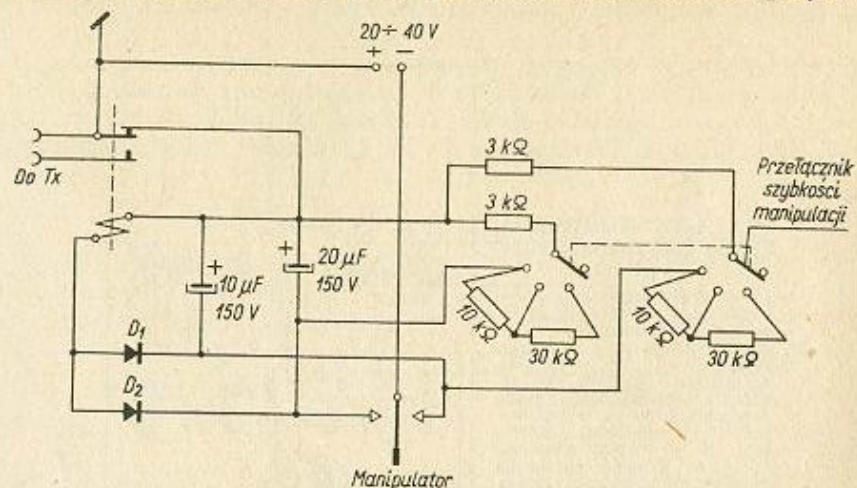 20÷40 V
+ −
Do Tx
3 kΩ
3 kΩ
Przełącznik
szybkości
manipulacji
+
10 μF
150 V
+
20 μF
150 V
10 kΩ
30 kΩ
10 kΩ
30 kΩ
D₁
D₂
Manipulator